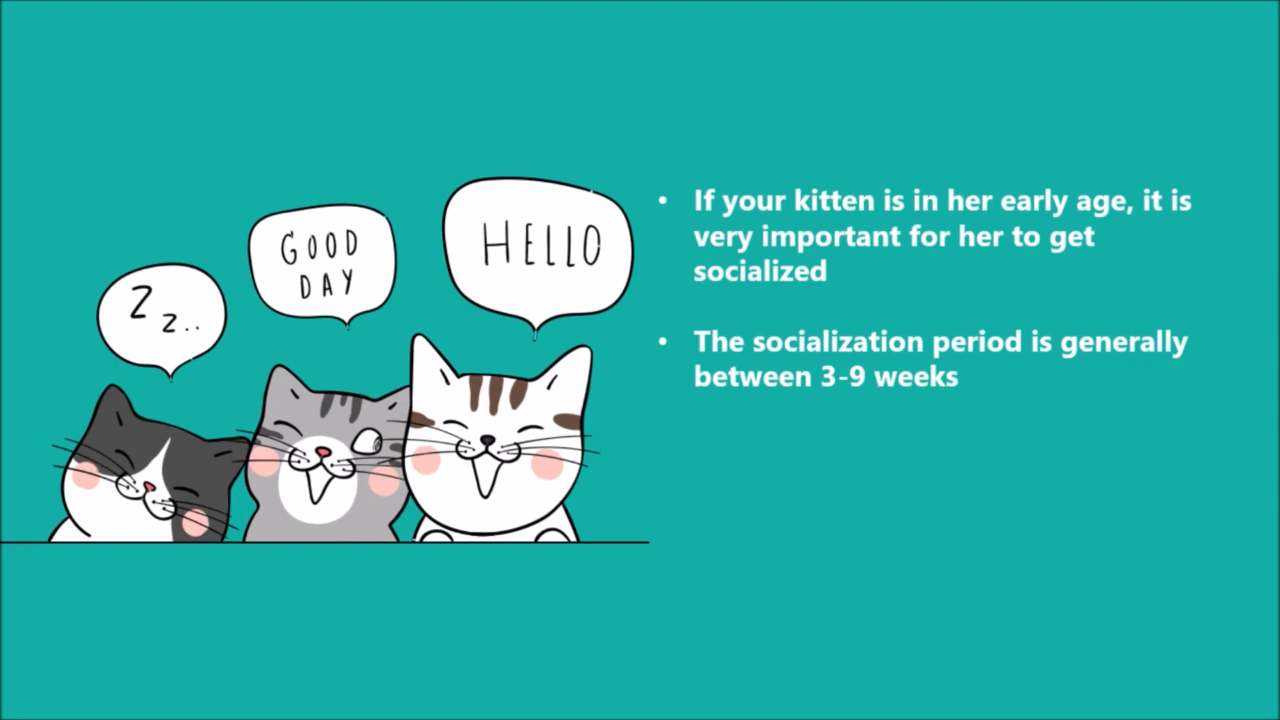 Zz..
GOOD
DAY
HELLO
• If your kitten is in her early age, it is
very important for her to get
socialized
• The socialization period is generally
between 3-9 weeks